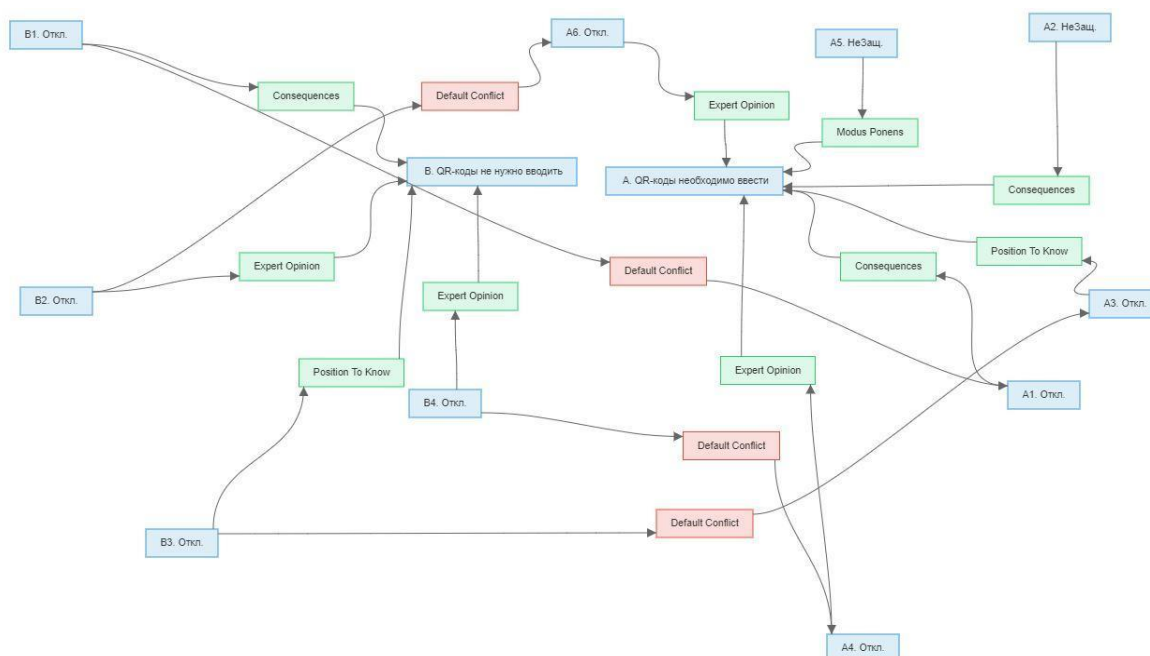 B1. Откл.
A6. Откл.
A5. НеЗащ.
A2. НеЗащ.
Consequences
Default Conflict
Expert Opinion
Modus Ponens
B. QR-коды не нужно вводить
A. QR-коды необходимо ввести
Consequences
Position To Know
Expert Opinion
Default Conflict
Consequences
B2. Откл.
Expert Opinion
A3. Откл.
Position To Know
Expert Opinion
A1. Откл.
B4. Откл.
Default Conflict
Default Conflict
B3. Откл.
A4. Откл.